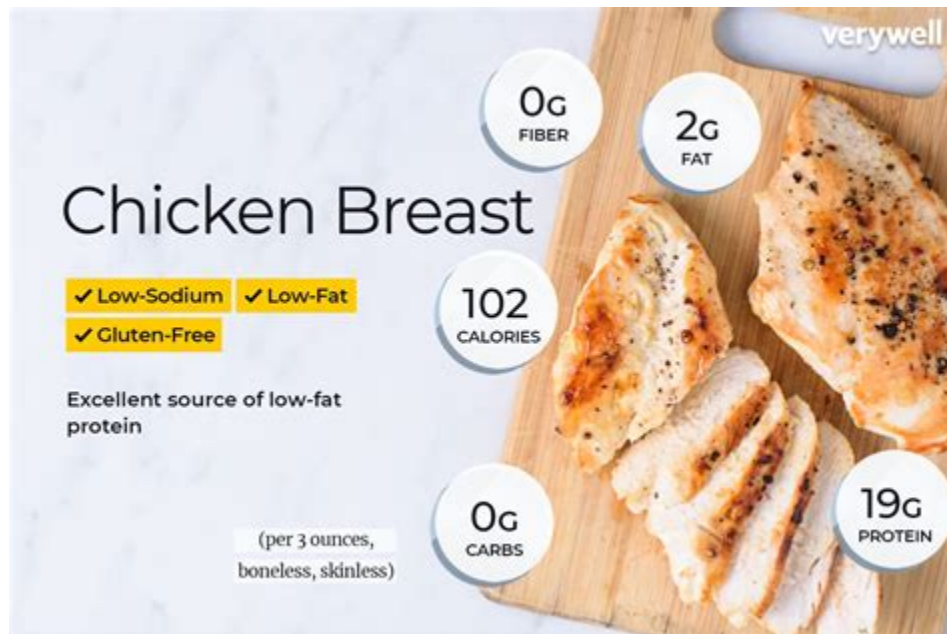 verywell
0G
FIBER
2G
FAT
Chicken Breast
102
CALORIES
✓ Low-Sodium ✓ Low-Fat
✓ Gluten-Free
Excellent source of low-fat
protein
0G
CARBS
19G
PROTEIN
(per 3 ounces,
boneless, skinless)